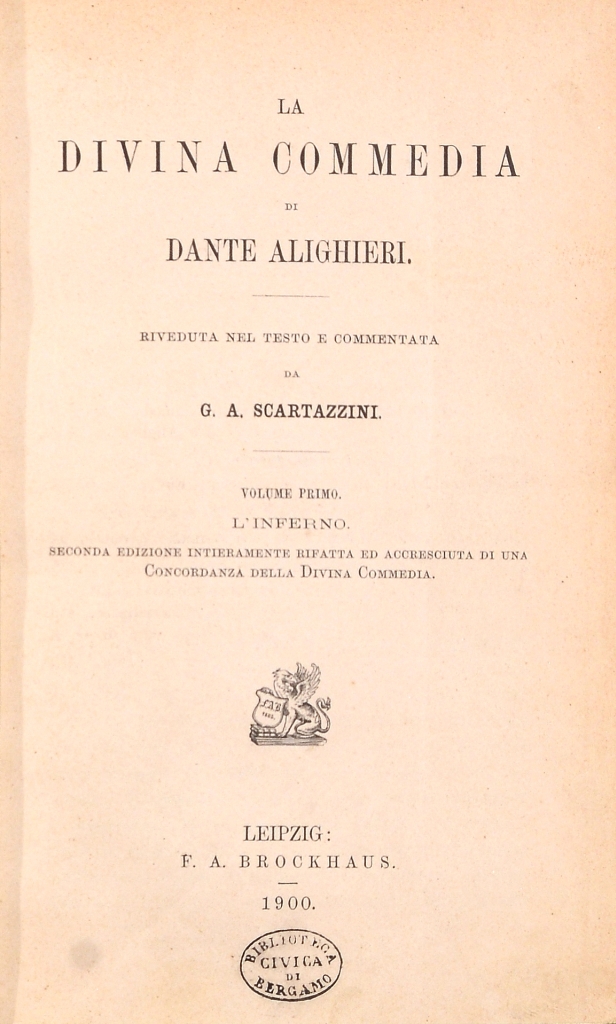 LA
DIVINA COMMEDIA
DI
DANTE ALIGHIERI.
RIVEDUTA NEL TESTO E COMMENTATA
DA
G. A. SCARTAZZINI.
VOLUME PRIMO.
L'INFERNO.
SECONDA EDIZIONE INTIERAMENTE RIFATTA ED ACCRESCIUTA DI UNA
CONCORDANZA DELLA DIVINA COMMEDIA.
LEIPZIG:
F. A. BROCKHAUS.
1900.
BIBLIOTECA
CIVICA
DI
BERGAMO